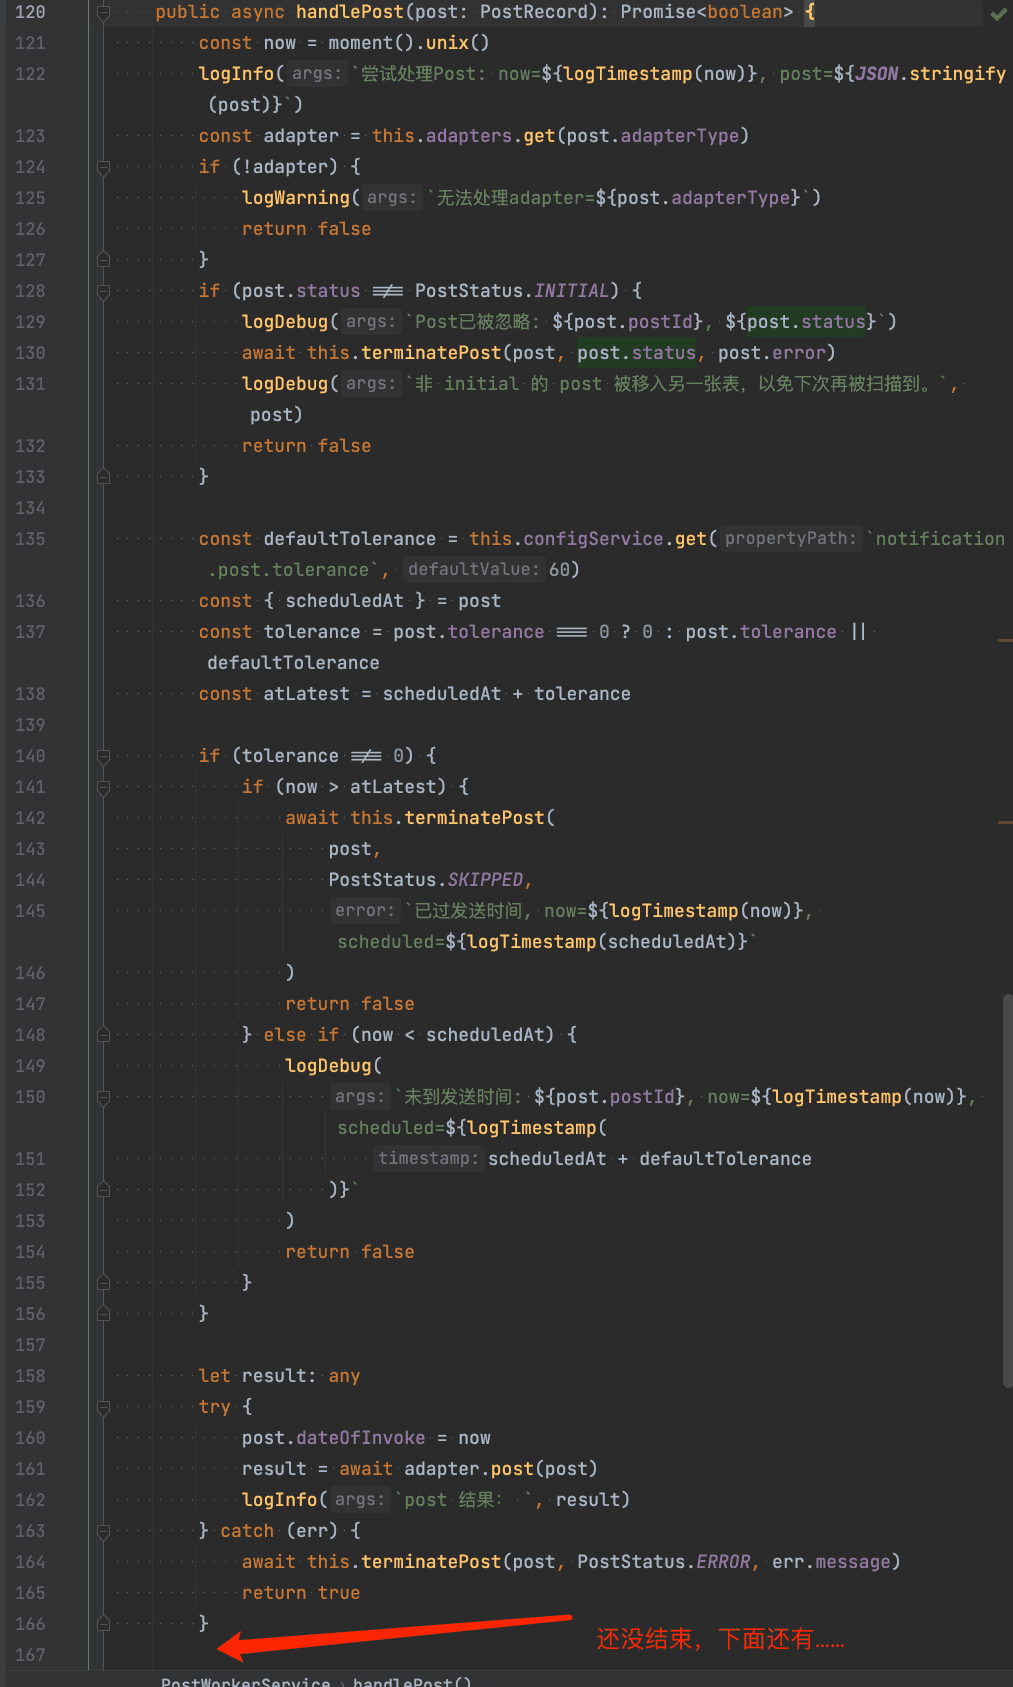 120 public async handlePost(post: PostRecord): Promise<boolean> {
121 const now = moment().unix()
122 logInfo( args: `尝试处理Post: now=${logTimestamp(now)}, post=${JSON.stringify
(post)}`)
123 const adapter = this.adapters.get(post.adapterType)
124 if (!adapter) {
125 logWarning( args: `无法处理adapter=${post.adapterType}`)
126 return false
127 }
128 if (post.status !== PostStatus.INITIAL) {
129 logDebug( args: `Post已被忽略: ${post.postId}, ${post.status}`)
130 await this.terminatePost(post, post.status, post.error)
131 logDebug( args: `非 initial 的 post 被移入另一张表，以免下次再被扫描到。`,
post)
132 return false
133 }
134
135 const defaultTolerance = this.configService.get( propertyPath: `notification
.post.tolerance`, defaultValue: 60)
136 const { scheduledAt } = post
137 const tolerance = post.tolerance === 0 ? 0 : post.tolerance ||
defaultTolerance
138 const atLatest = scheduledAt + tolerance
139
140 if (tolerance !== 0) {
141 if (now > atLatest) {
142 await this.terminatePost(
143 post,
144 PostStatus.SKIPPED,
145 error: `已过发送时间, now=${logTimestamp(now)},
scheduled=${logTimestamp(scheduledAt)}`
146 )
147 return false
148 } else if (now < scheduledAt) {
149 logDebug(
150 args: `未到发送时间: ${post.postId}, now=${logTimestamp(now)},
scheduled=${logTimestamp(
151 timestamp: scheduledAt + defaultTolerance
152 )}`
153 )
154 return false
155 }
156 }
157
158 let result: any
159 try {
160 post.dateOfInvoke = now
161 result = await adapter.post(post)
162 logInfo( args: `post 结果: `, result)
163 } catch (err) {
164 await this.terminatePost(post, PostStatus.ERROR, err.message)
165 return true
166 }
还没结束，下面还有……
167
PostWorkerService › handlePost()